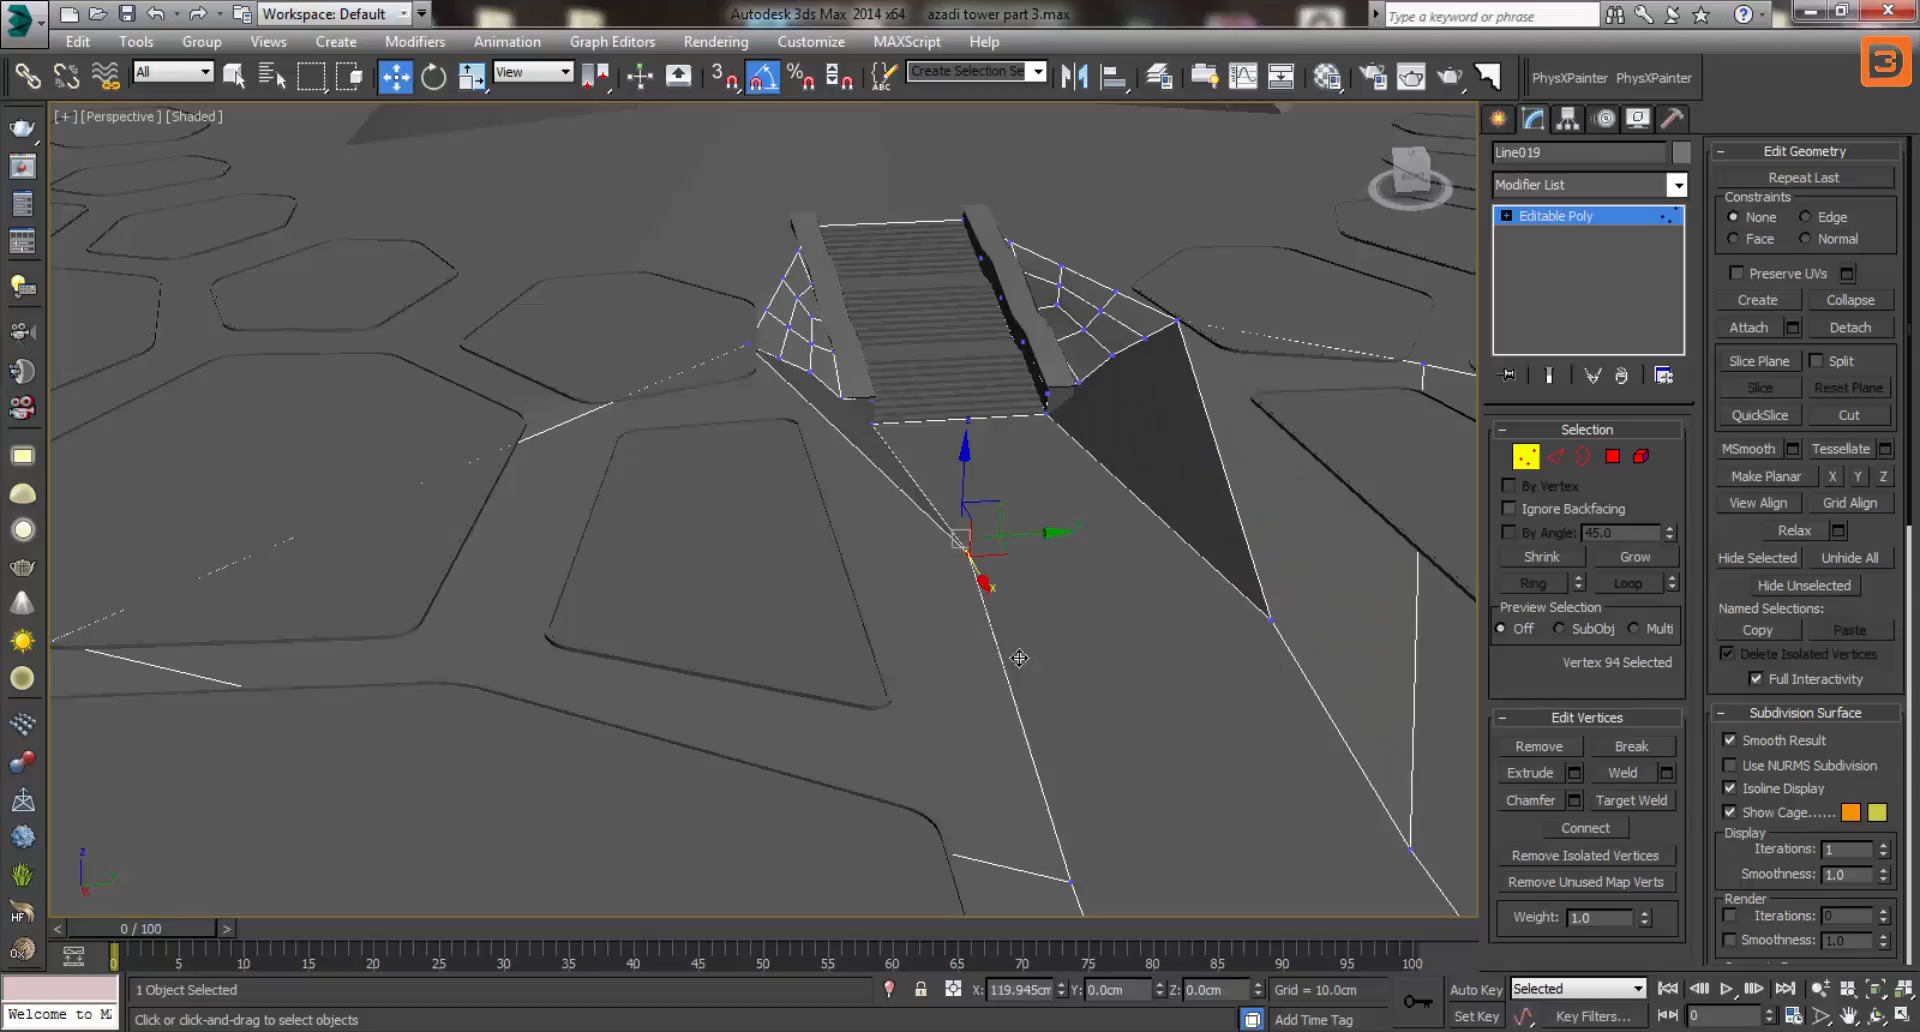 Workspace: Default
Autodesk 3ds Max 2014 x64 azadi tower part 3.max
Type a keyword or phrase
Edit Tools Group Views Create Modifiers Animation Graph Editors Rendering Customize MAXScript Help
All View Create Selection Se PhysXPainter PhysXPainter
[+] [Perspective ] [Shaded ]
Line019
Modifier List
Editable Poly
Selection
By Vertex
Ignore Backfacing
By Angle: 45.0
Shrink Grow
Ring Loop
Preview Selection
Off SubObj Multi
Vertex 94 Selected
Edit Vertices
Remove Break
Extrude Weld
Chamfer Target Weld
Connect
Remove Isolated Vertices
Remove Unused Map Verts
Weight: 1.0
Edit Geometry
Repeat Last
Constraints
None Edge
Face Normal
Preserve UVs
Create Collapse
Attach Detach
Slice Plane Split
Slice Reset Plane
QuickSlice Cut
MSmooth Tessellate
Make Planar X Y Z
View Align Grid Align
Relax
Hide Selected Unhide All
Hide Unselected
Named Selections:
Copy Paste
Delete Isolated Vertices
Full Interactivity
Subdivision Surface
Smooth Result
Use NURMS Subdivision
Isoline Display
Show Cage......
Display
Iterations: 1
Smoothness: 1.0
Render
Iterations: 0
Smoothness: 1.0
0 / 100
0 5 10 15 20 25 30 35 40 45 50 55 60 65 70 75 80 85 90 95 100
1 Object Selected X: 119.945cm Y: 0.0cm Z: 0.0cm Grid = 10.0cm Auto Key Selected
Welcome to M Click or click-and-drag to select objects Add Time Tag Set Key Key Filters... 0